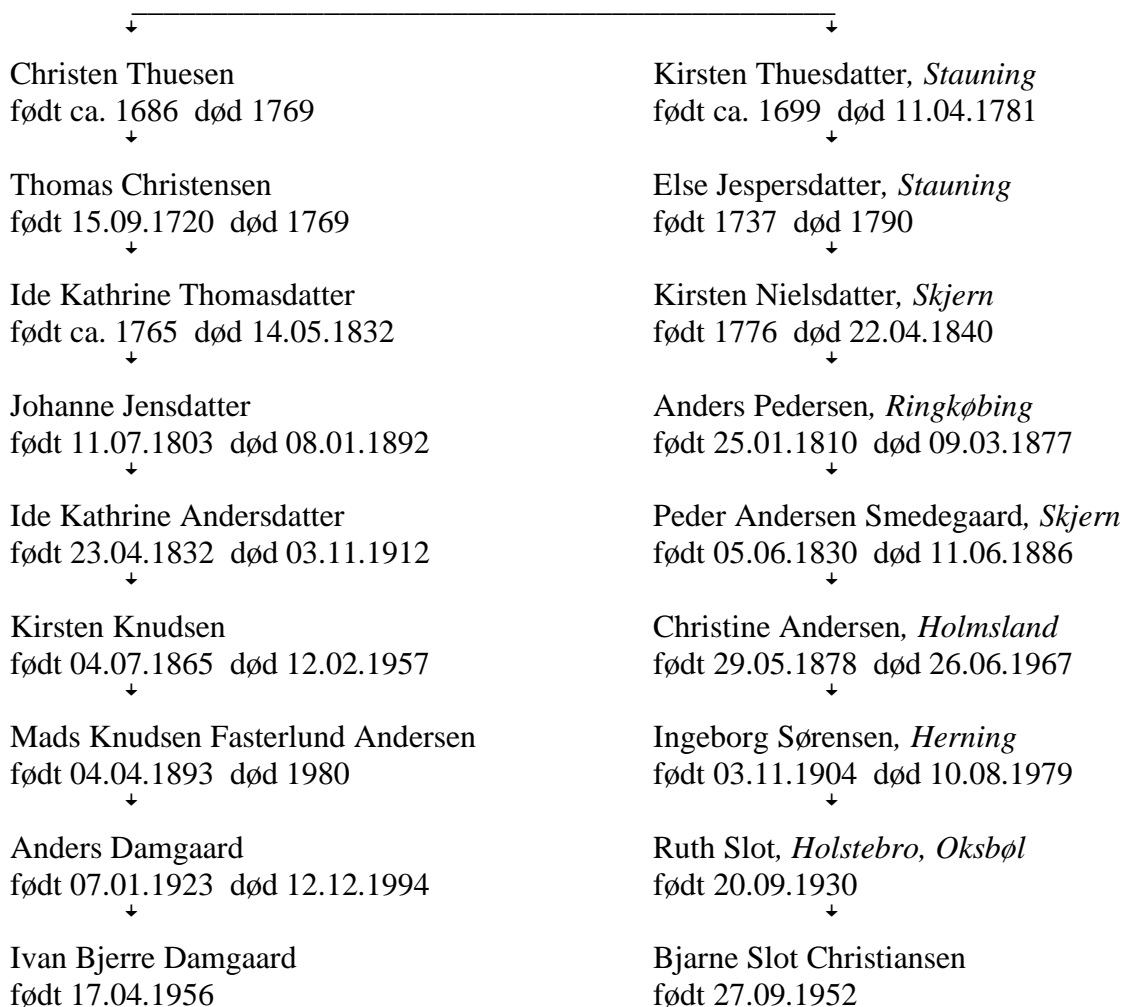 Christen Thuesen
født ca. 1686  død 1769
Thomas Christensen
født 15.09.1720  død 1769
Ide Kathrine Thomasdatter
født ca. 1765  død 14.05.1832
Johanne Jensdatter
født 11.07.1803  død 08.01.1892
Ide Kathrine Andersdatter
født 23.04.1832  død 03.11.1912
Kirsten Knudsen
født 04.07.1865  død 12.02.1957
Mads Knudsen Fasterlund Andersen
født 04.04.1893  død 1980
Anders Damgaard
født 07.01.1923  død 12.12.1994
Ivan Bjerre Damgaard
født 17.04.1956
Kirsten Thuesdatter, Stauning
født ca. 1699  død 11.04.1781
Else Jespersdatter, Stauning
født 1737  død 1790
Kirsten Nielsdatter, Skjern
født 1776  død 22.04.1840
Anders Pedersen, Ringkøbing
født 25.01.1810  død 09.03.1877
Peder Andersen Smedegaard, Skjern
født 05.06.1830  død 11.06.1886
Christine Andersen, Holmsland
født 29.05.1878  død 26.06.1967
Ingeborg Sørensen, Herning
født 03.11.1904  død 10.08.1979
Ruth Slot, Holstebro, Oksbøl
født 20.09.1930
Bjarne Slot Christiansen
født 27.09.1952